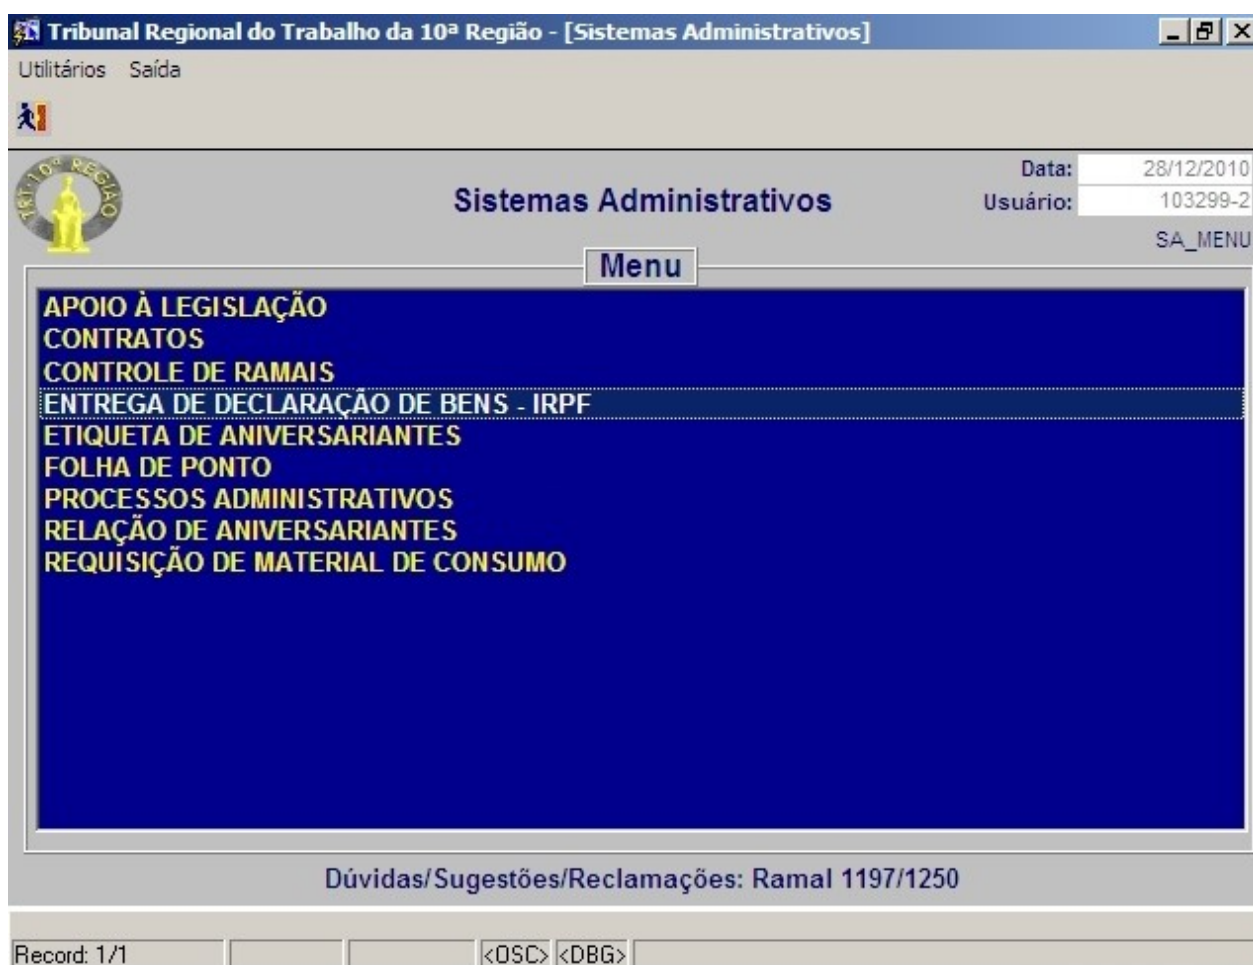 Tribunal Regional do Trabalho da 10ª Região - [Sistemas Administrativos]
Utilitários Saída
TRT-10ª REGIÃO
Sistemas Administrativos
Data: 28/12/2010
Usuário: 103299-2
SA_MENU
Menu
APOIO À LEGISLAÇÃO
CONTRATOS
CONTROLE DE RAMAIS
ENTREGA DE DECLARAÇÃO DE BENS - IRPF
ETIQUETA DE ANIVERSARIANTES
FOLHA DE PONTO
PROCESSOS ADMINISTRATIVOS
RELAÇÃO DE ANIVERSARIANTES
REQUISIÇÃO DE MATERIAL DE CONSUMO
Dúvidas/Sugestões/Reclamações: Ramal 1197/1250
Record: 1/1 <OSC> <DBG>